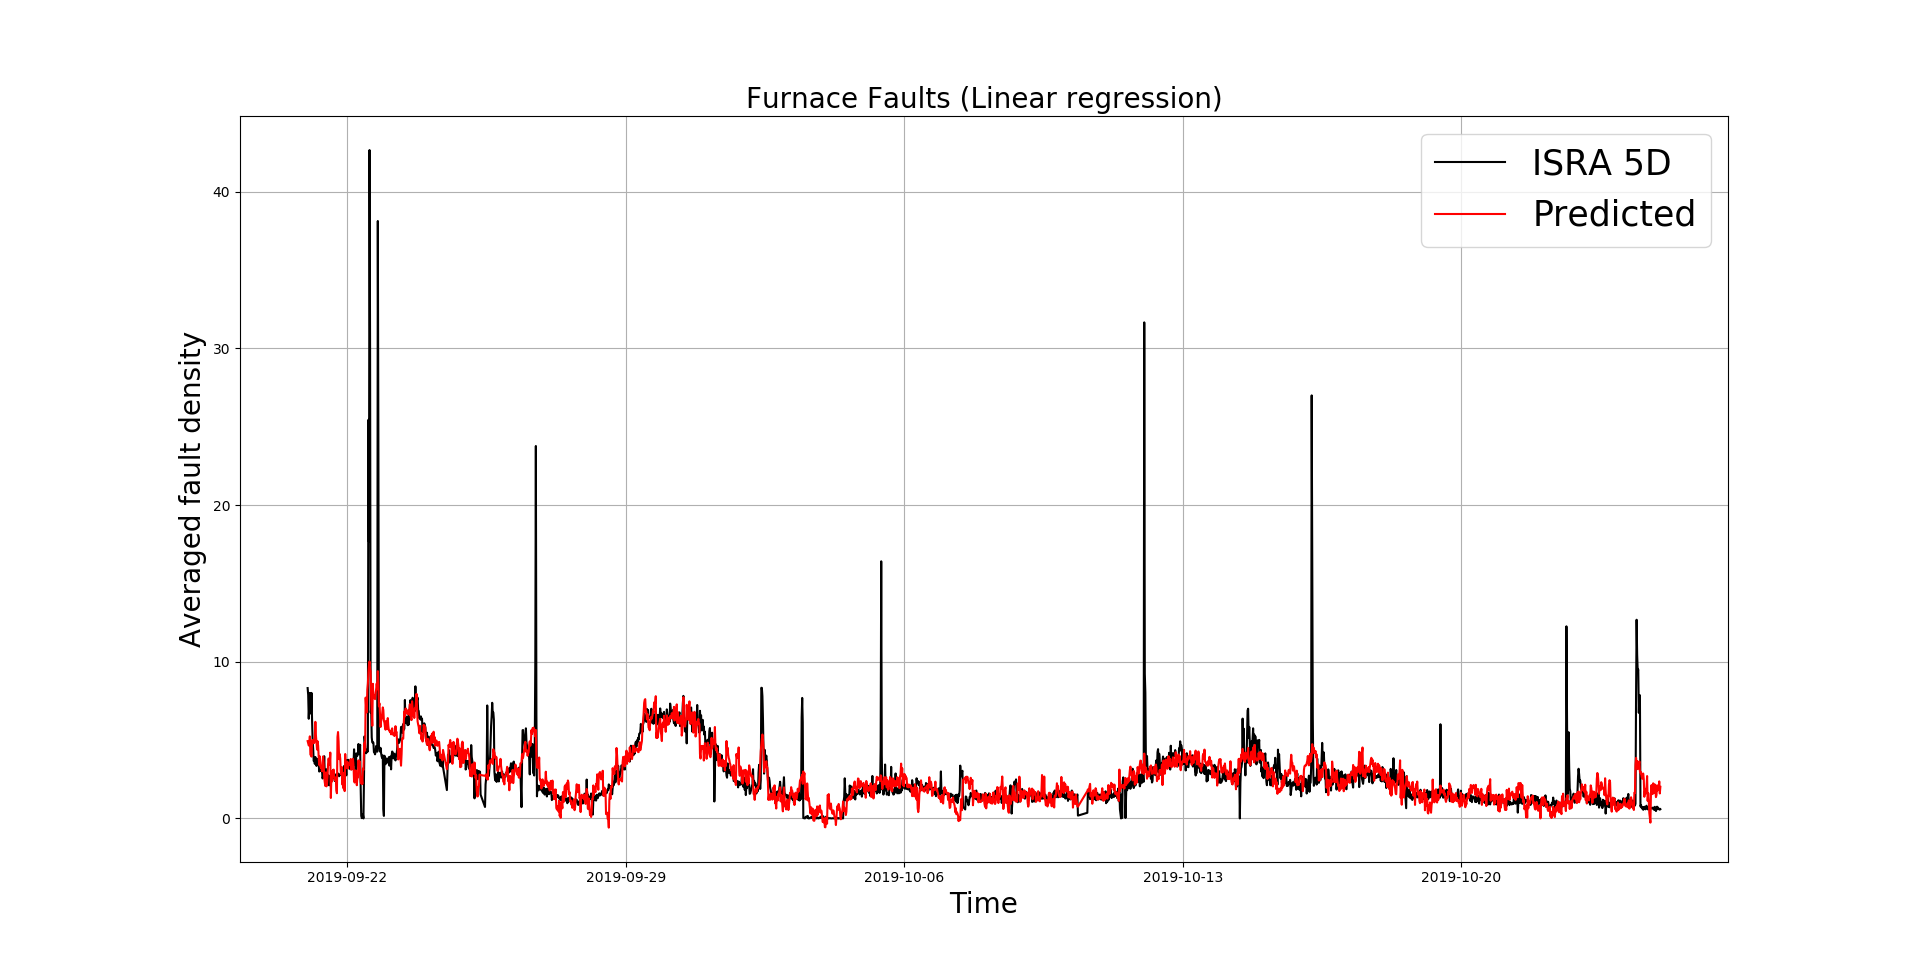 Furnace Faults (Linear regression)
ISRA 5D
Predicted
Averaged fault density
40
30
20
10
0
2019-09-22
2019-09-29
2019-10-06
2019-10-13
2019-10-20
Time